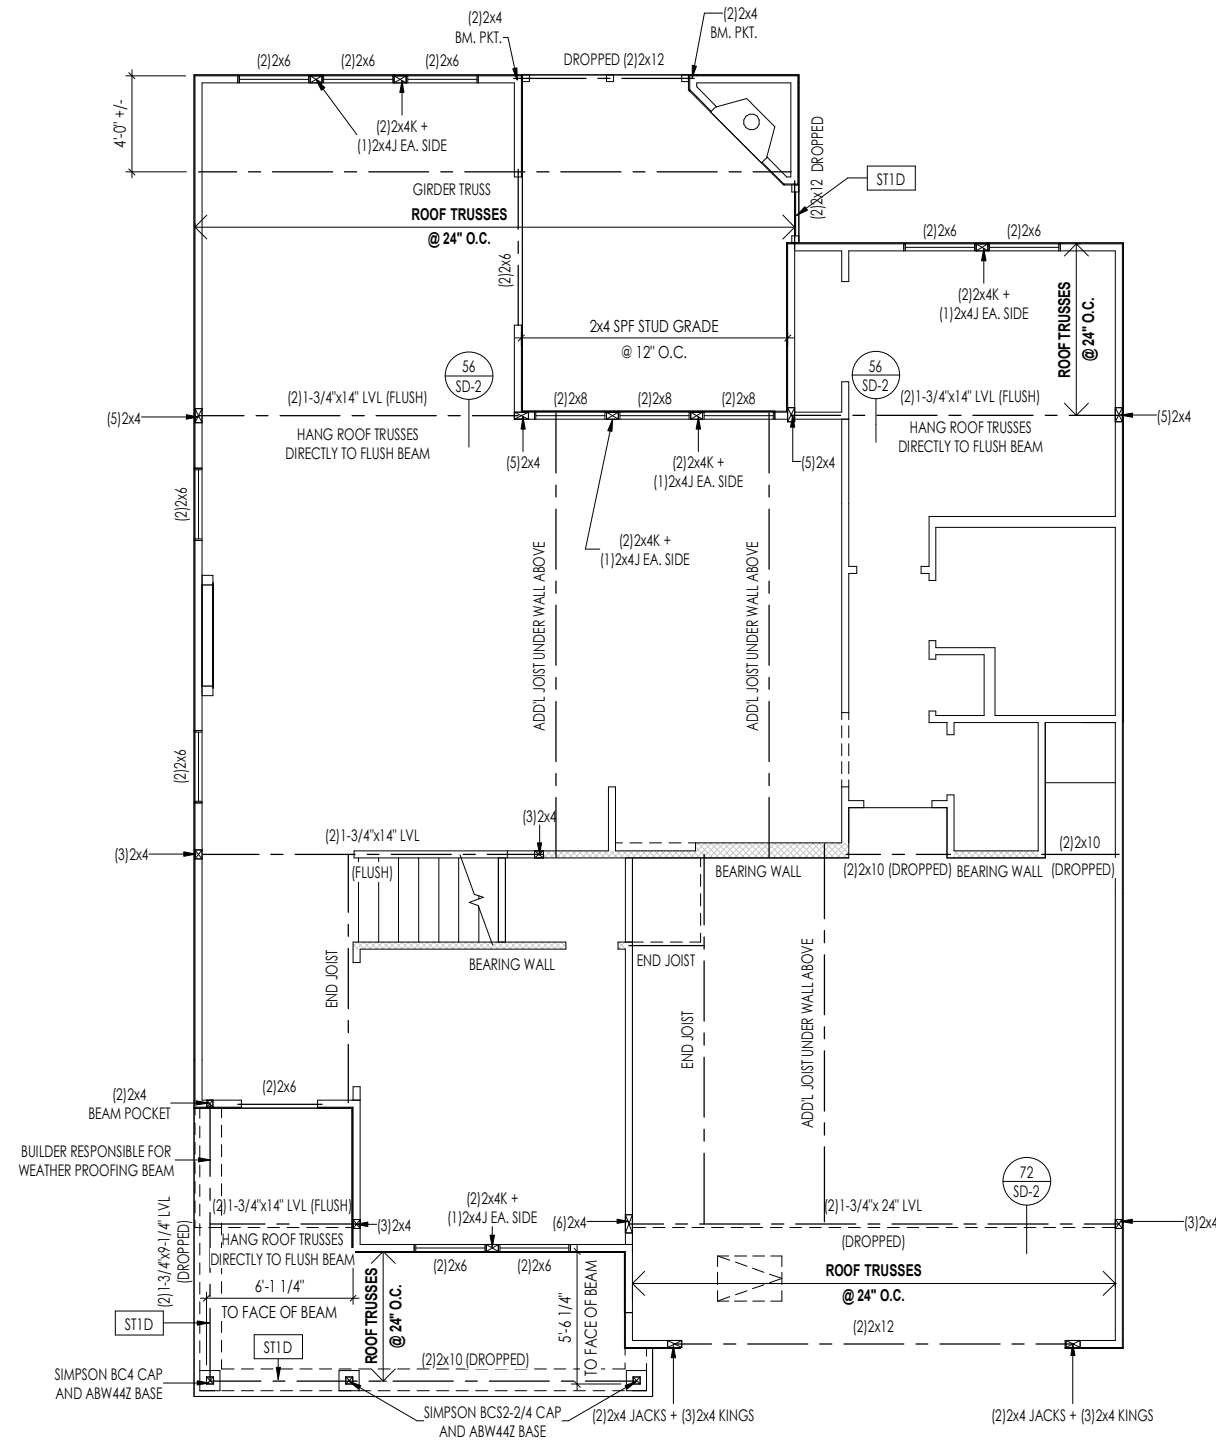 (2)2x4
BM. PKT.
(2)2x4
BM. PKT.
(2)2x6
(2)2x6
(2)2x6
DROPPED (2)2x12
4'-0" +/-
(2)2x4K +
(1)2x4J EA. SIDE
(2)2x12 DROPPED
ST1D
GIRDER TRUSS
ROOF TRUSSES
@ 24" O.C.
(2)2x6
(2)2x6
(2)2x6
(2)2x4K +
(1)2x4J EA. SIDE
ROOF TRUSSES
@ 24" O.C.
2x4 SPF STUD GRADE
@ 12" O.C.
56
SD-2
56
SD-2
(2)1-3/4"x14" LVL (FLUSH)
(2)2x8
(2)2x8
(2)2x8
(2)1-3/4"x14" LVL (FLUSH)
(5)2x4
(5)2x4
HANG ROOF TRUSSES
DIRECTLY TO FLUSH BEAM
HANG ROOF TRUSSES
DIRECTLY TO FLUSH BEAM
(5)2x4
(2)2x4K +
(1)2x4J EA. SIDE
(5)2x4
(2)2x6
(2)2x4K +
(1)2x4J EA. SIDE
ADD'L JOIST UNDER WALL ABOVE
ADD'L JOIST UNDER WALL ABOVE
(2)2x6
(2)1-3/4"x14" LVL
(3)2x4
(3)2x4
(FLUSH)
BEARING WALL
(2)2x10 (DROPPED)
BEARING WALL
(2)2x10
(DROPPED)
BEARING WALL
END JOIST
END JOIST
END JOIST
ADD'L JOIST UNDER WALL ABOVE
(2)2x4
BEAM POCKET
(2)2x6
BUILDER RESPONSIBLE FOR
WEATHER PROOFING BEAM
72
SD-2
(2)1-3/4"x9-1/4" LVL
(DROPPED)
(2)1-3/4"x14" LVL (FLUSH)
(3)2x4
(2)2x4K +
(1)2x4J EA. SIDE
(6)2x4
(2)1-3/4"x 24" LVL
(DROPPED)
(3)2x4
HANG ROOF TRUSSES
DIRECTLY TO FLUSH BEAM
(2)2x6
(2)2x6
6'-1 1/4"
TO FACE OF BEAM
ROOF TRUSSES
@ 24" O.C.
5'-6 1/4"
TO FACE OF BEAM
ROOF TRUSSES
@ 24" O.C.
(2)2x12
ST1D
ST1D
(2)2x10 (DROPPED)
SIMPSON BC4 CAP
AND ABW44Z BASE
SIMPSON BCS2-2/4 CAP
AND ABW44Z BASE
(2)2x4 JACKS + (3)2x4 KINGS
(2)2x4 JACKS + (3)2x4 KINGS